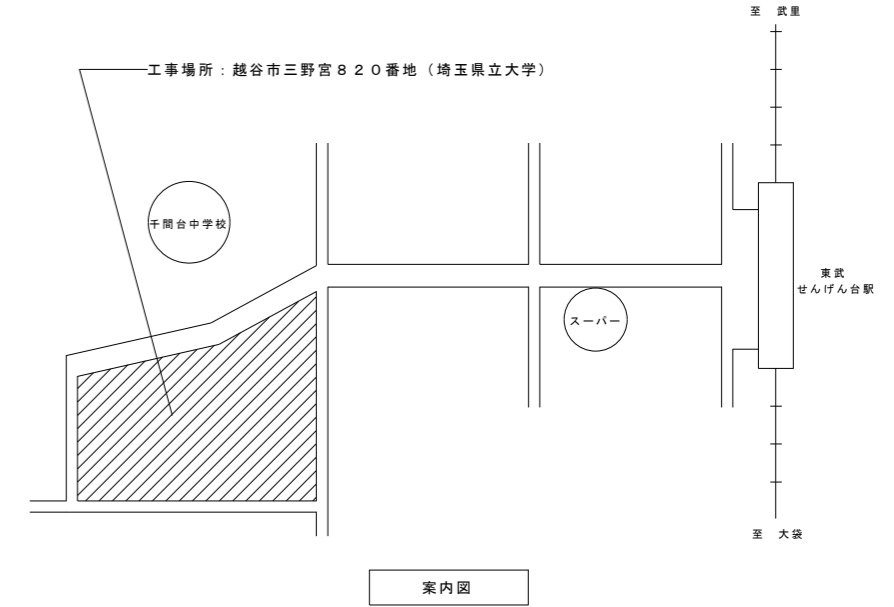 至　武里
工事場所：越谷市三野宮８２０番地（埼玉県立大学）
千間台中学校
東武
せんげん台駅
スーパー
至　大袋
案内図